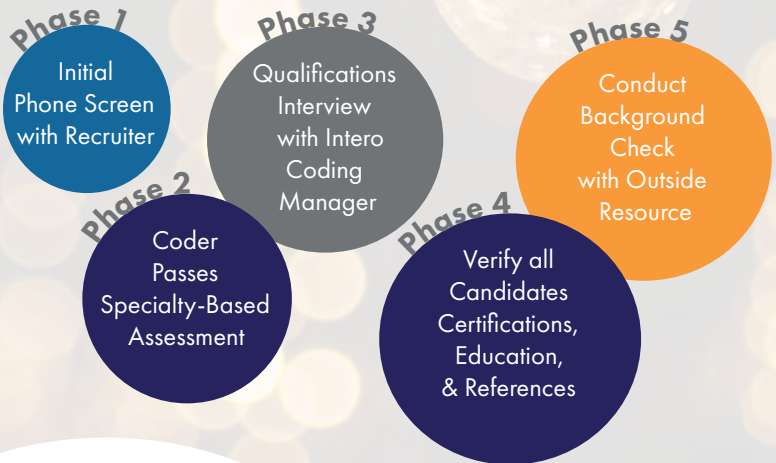 Phase 1
Initial
Phone Screen
with Recruiter
Phase 2
Coder
Passes
Specialty-Based
Assessment
Phase 3
Qualifications
Interview
with Intero
Coding
Manager
Phase 4
Verify all
Candidates
Certifications,
Education,
& References
Phase 5
Conduct
Background
Check
with Outside
Resource